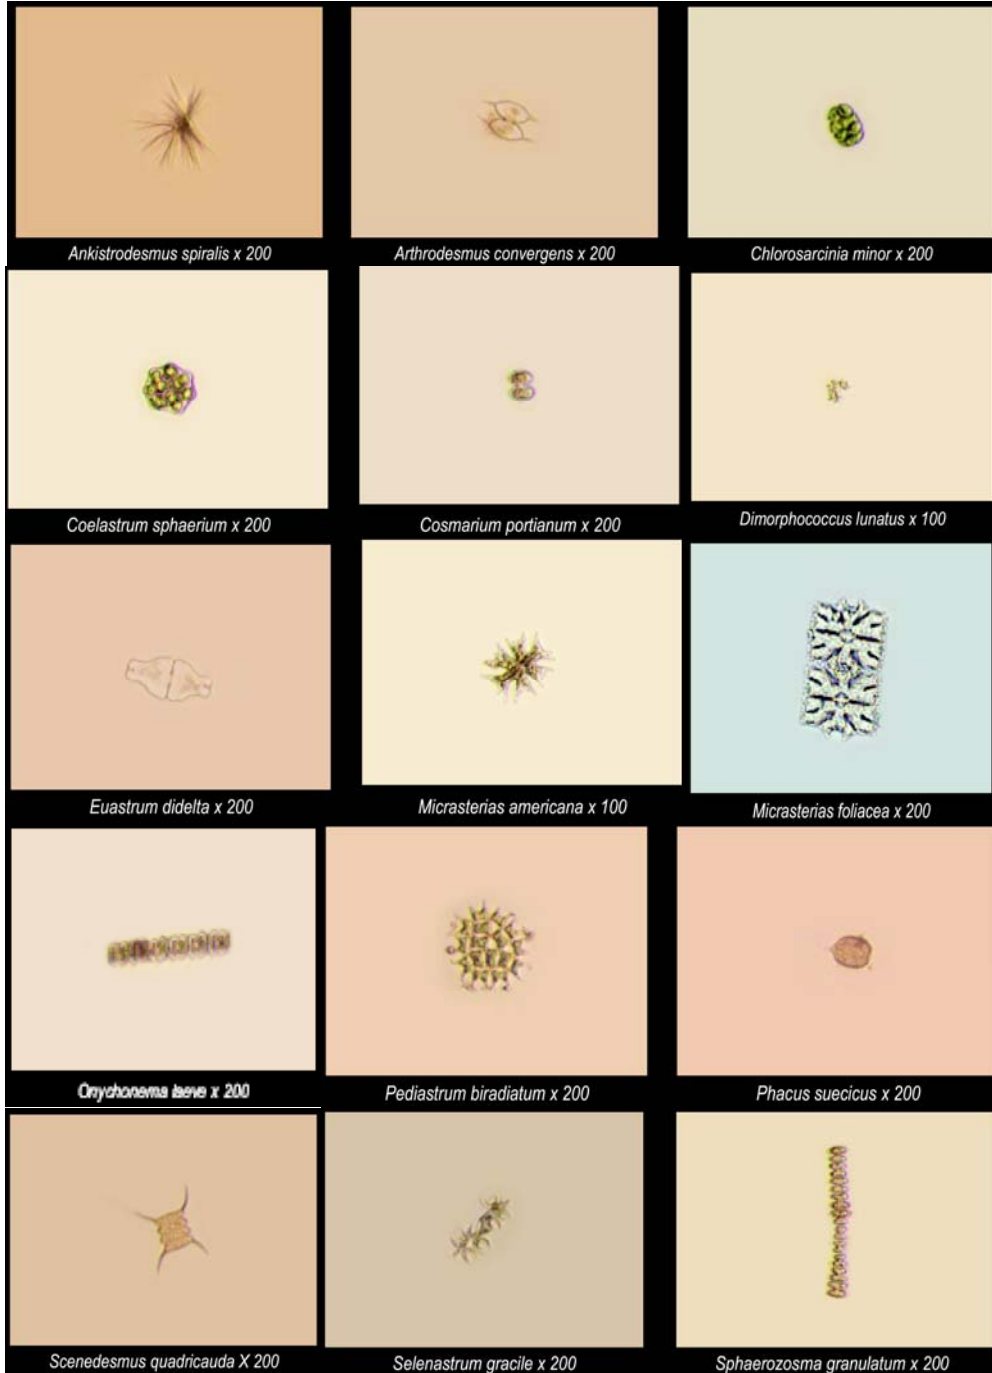 Ankistrodesmus spiralis x 200
Arthrodesmus convergens x 200
Chlorosarcinia minor x 200
Coelastrum sphaerium x 200
Cosmarium portianum x 200
Dimorphococcus lunatus x 100
Euastrum didelta x 200
Micrasterias americana x 100
Micrasterias foliacea x 200
Onychonema laeve x 200
Pediastrum biradiatum x 200
Phacus suecicus x 200
Scenedesmus quadricauda X 200
Selenastrum gracile x 200
Sphaerozosma granulatum x 200